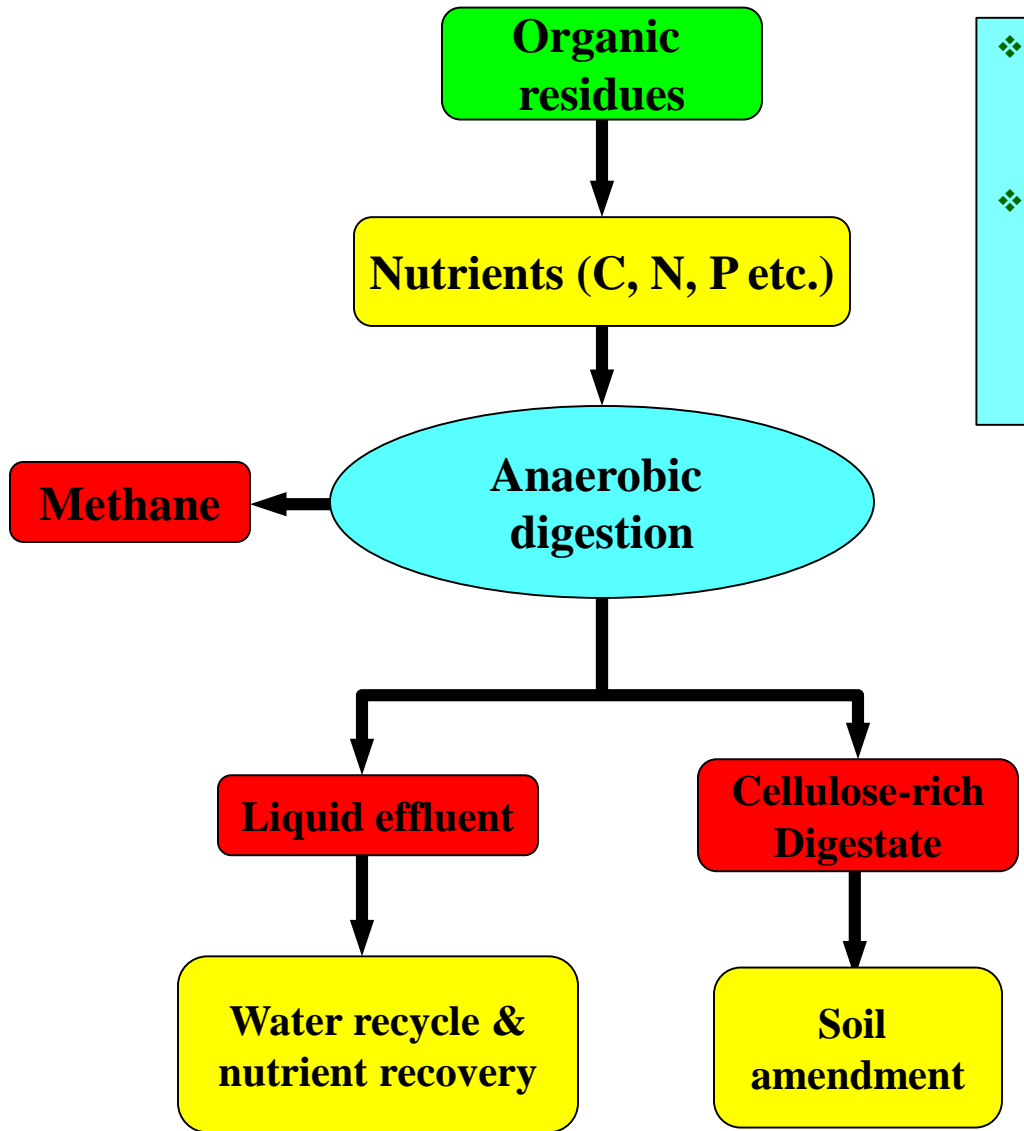 Organic
residues
Nutrients (C, N, P etc.)
Anaerobic
digestion
Methane
Liquid effluent
Cellulose-rich
Digestate
Water recycle &
nutrient recovery
Soil
amendment